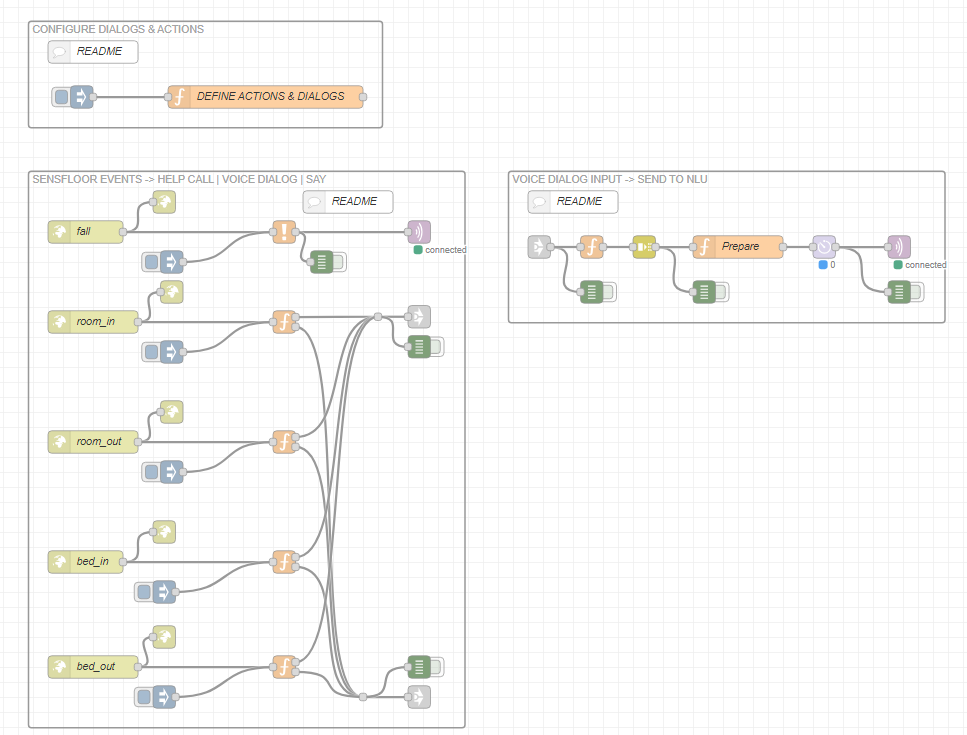 CONFIGURE DIALOGS & ACTIONS
README
DEFINE ACTIONS & DIALOGS
SENSFLOOR EVENTS -> HELP CALL | VOICE DIALOG | SAY
README
fall
connected
room_in
room_out
bed_in
bed_out
VOICE DIALOG INPUT -> SEND TO NLU
README
Prepare
0
connected